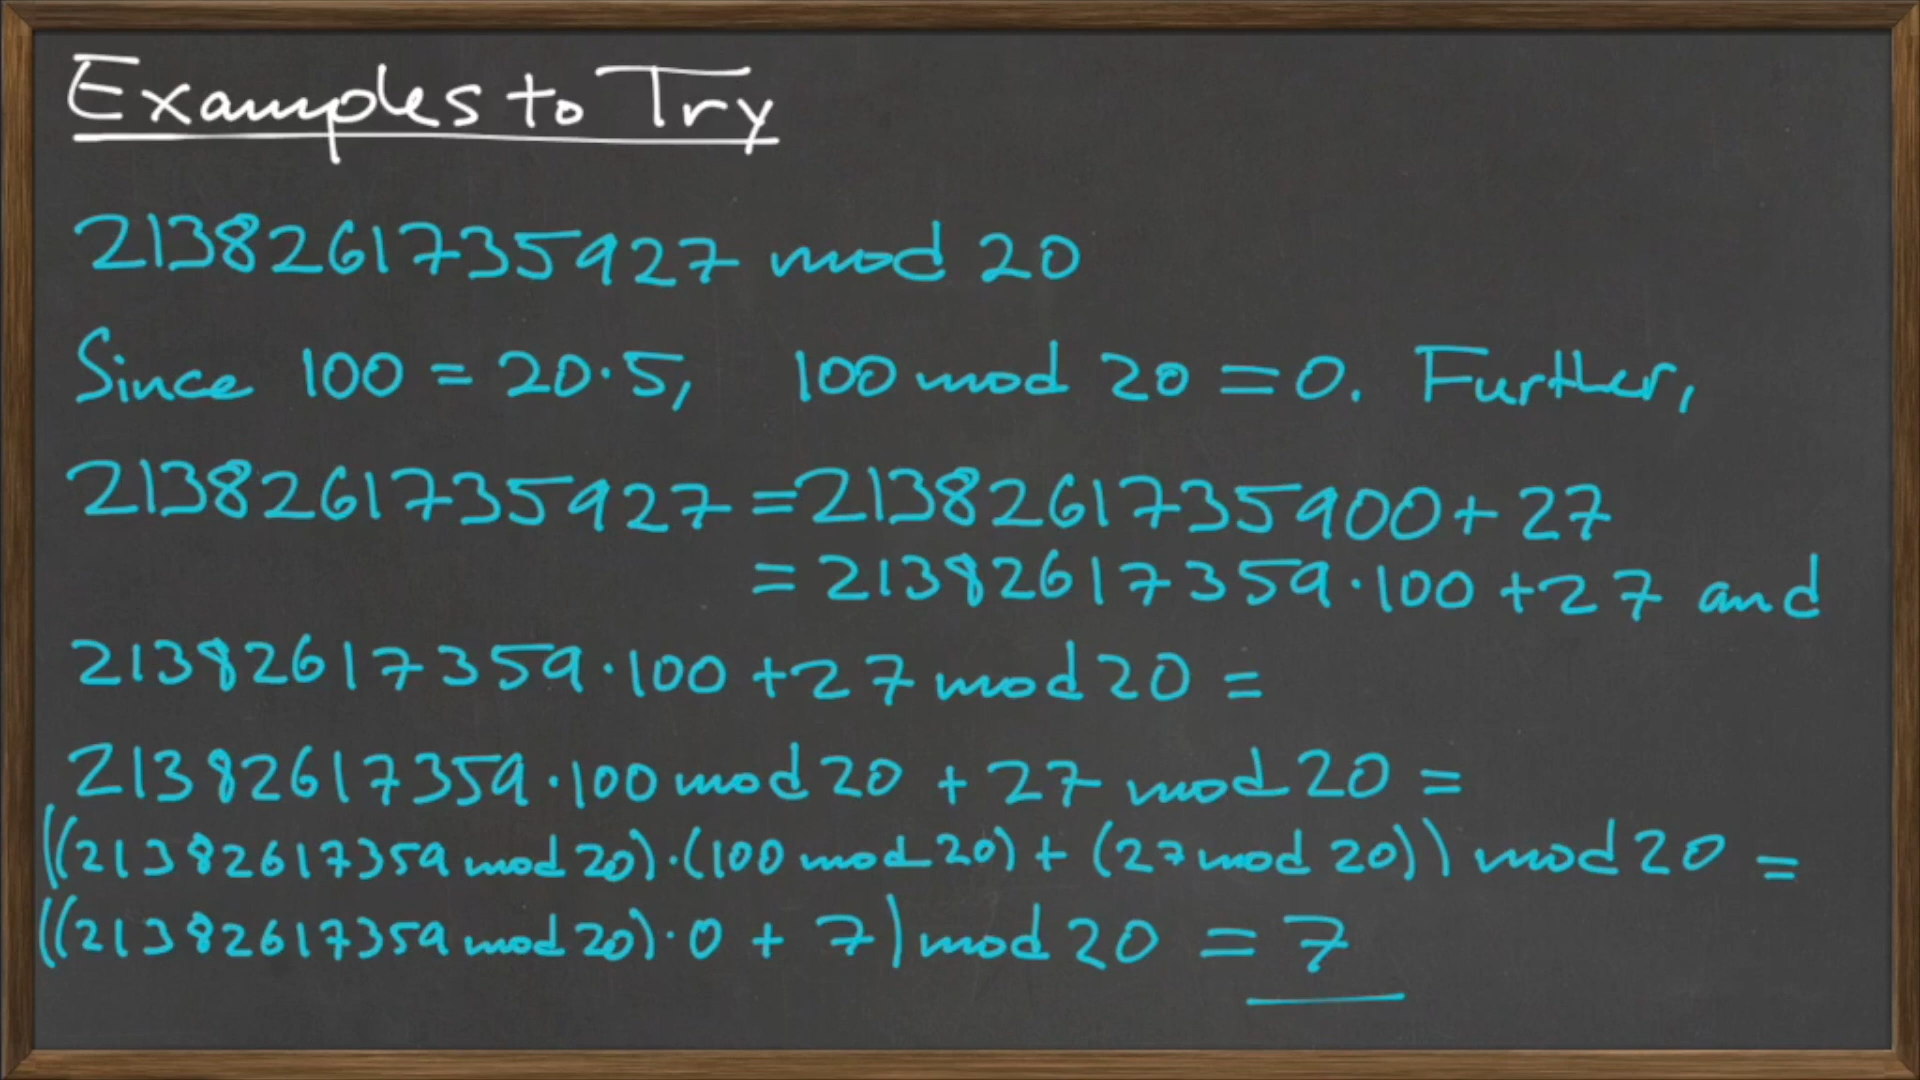 Examples to Try
2138261735927 mod 20
Since 100 = 20·5, 100 mod 20 = 0. Further,
2138261735927 = 2138261735900 + 27
= 21382617359·100 + 27 and
21382617359·100 + 27 mod 20 =
21382617359·100 mod 20 + 27 mod 20 =
((21382617359 mod 20)·(100 mod 20) + (27 mod 20)) mod 20 =
((21382617359 mod 20)·0 + 7) mod 20 = 7